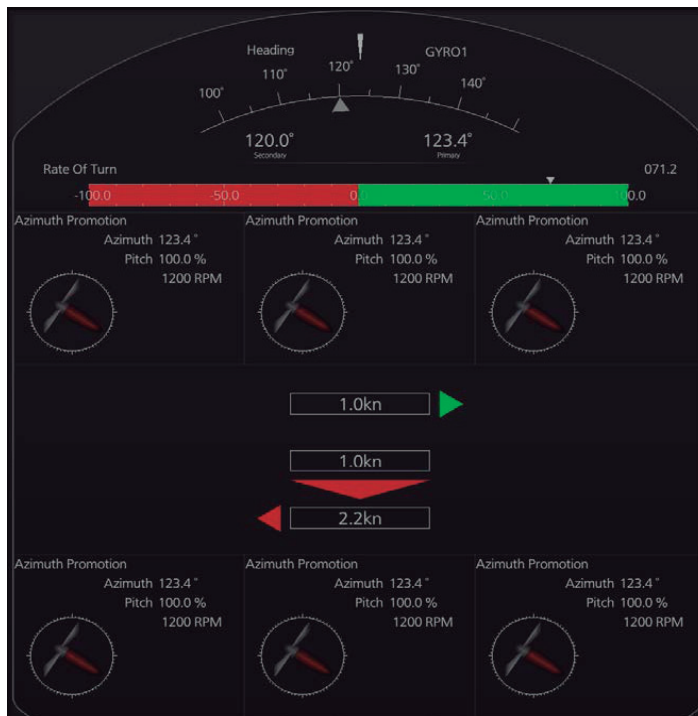 Heading GYRO1
100° 110° 120° 130° 140°
120.0° 123.4°
Secondary Primary
Rate Of Turn 071.2
-100.0 -50.0 0.0 50.0 100.0
Azimuth Promotion Azimuth Promotion Azimuth Promotion
Azimuth 123.4° Azimuth 123.4° Azimuth 123.4°
Pitch 100.0 % Pitch 100.0 % Pitch 100.0 %
1200 RPM 1200 RPM 1200 RPM
1.0kn
1.0kn
2.2kn
Azimuth Promotion Azimuth Promotion Azimuth Promotion
Azimuth 123.4° Azimuth 123.4° Azimuth 123.4°
Pitch 100.0 % Pitch 100.0 % Pitch 100.0 %
1200 RPM 1200 RPM 1200 RPM